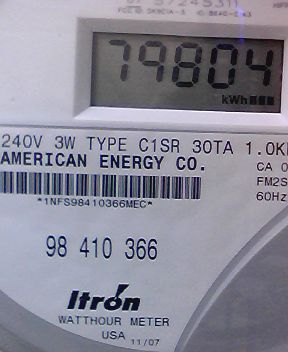 79804
kWh
240V 3W TYPE C1SR 30TA 1.0K
AMERICAN ENERGY CO.
CA 0
FM2S
60Hz
*1NFS98410366MEC*
98 410 366
Itron
WATTHOUR METER
USA 11/07